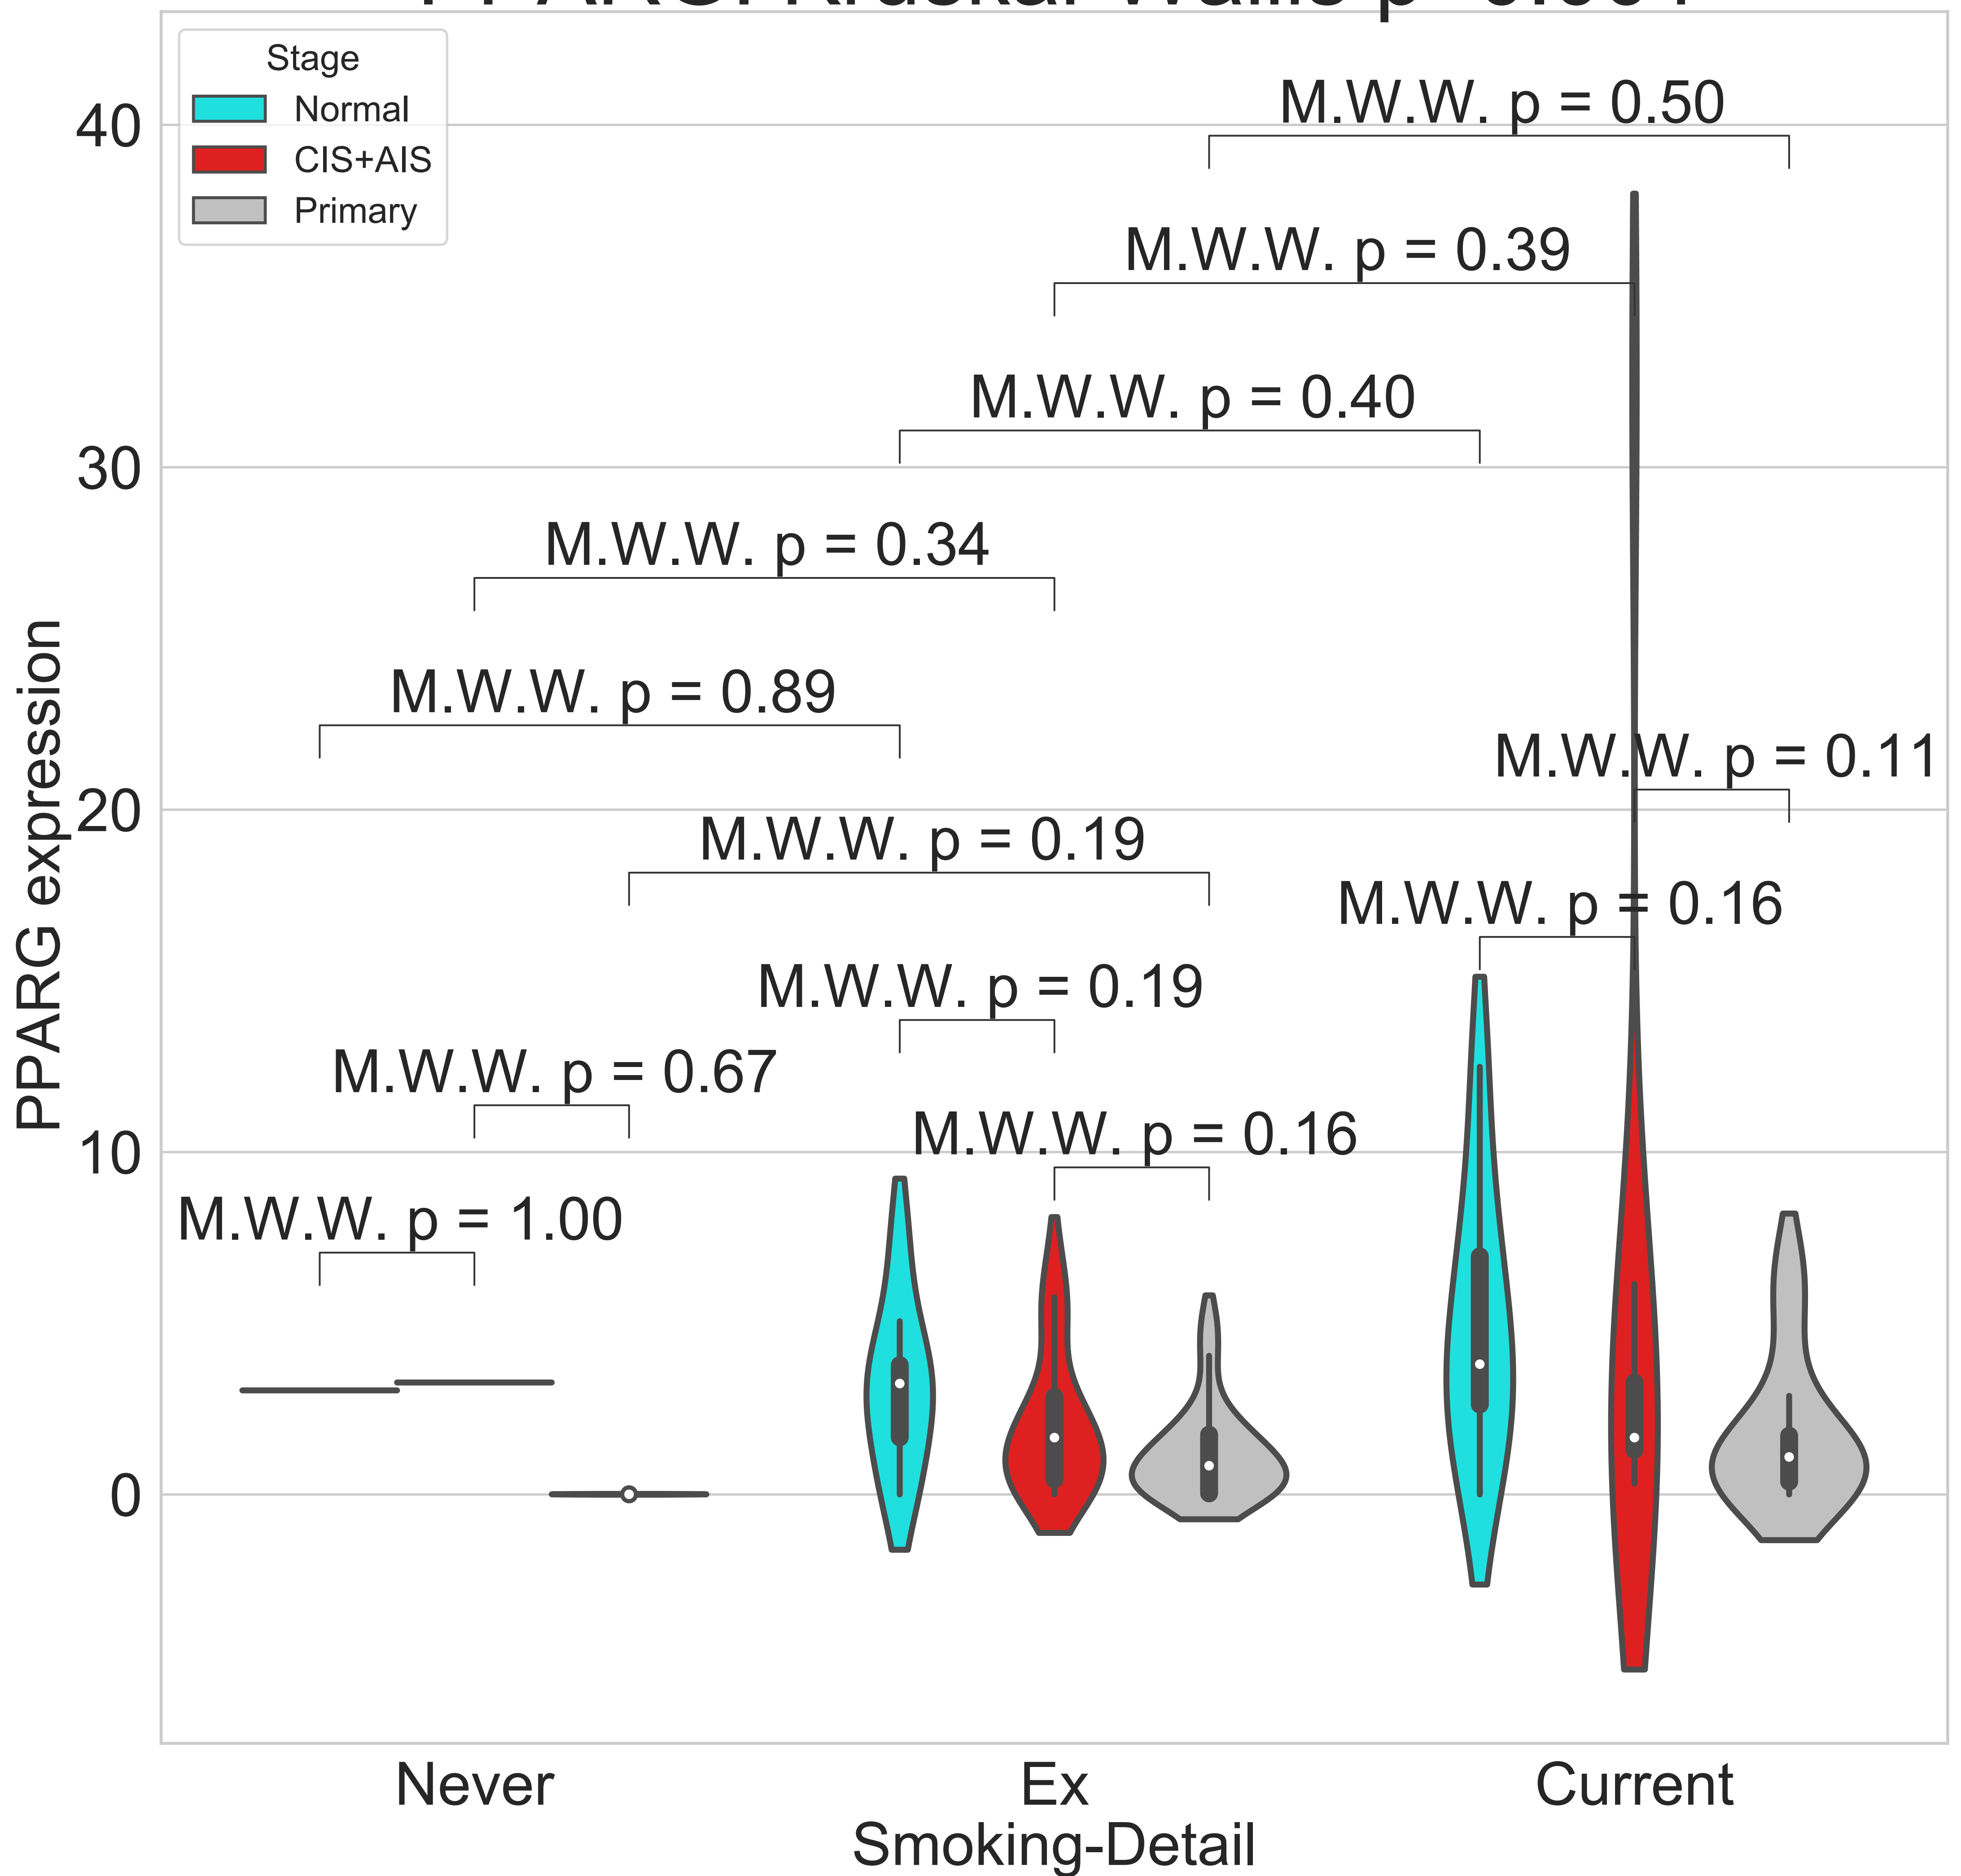 Stage
Normal
CIS+AIS
Primary
M.W.W. p = 0.50
M.W.W. p = 0.39
M.W.W. p = 0.40
M.W.W. p = 0.34
M.W.W. p = 0.89
M.W.W. p = 0.11
M.W.W. p = 0.19
M.W.W. p = 0.16
M.W.W. p = 0.19
M.W.W. p = 0.67
M.W.W. p = 0.16
M.W.W. p = 1.00
40
30
20
10
0
PPARG expression
Never
Ex
Current
Smoking-Detail